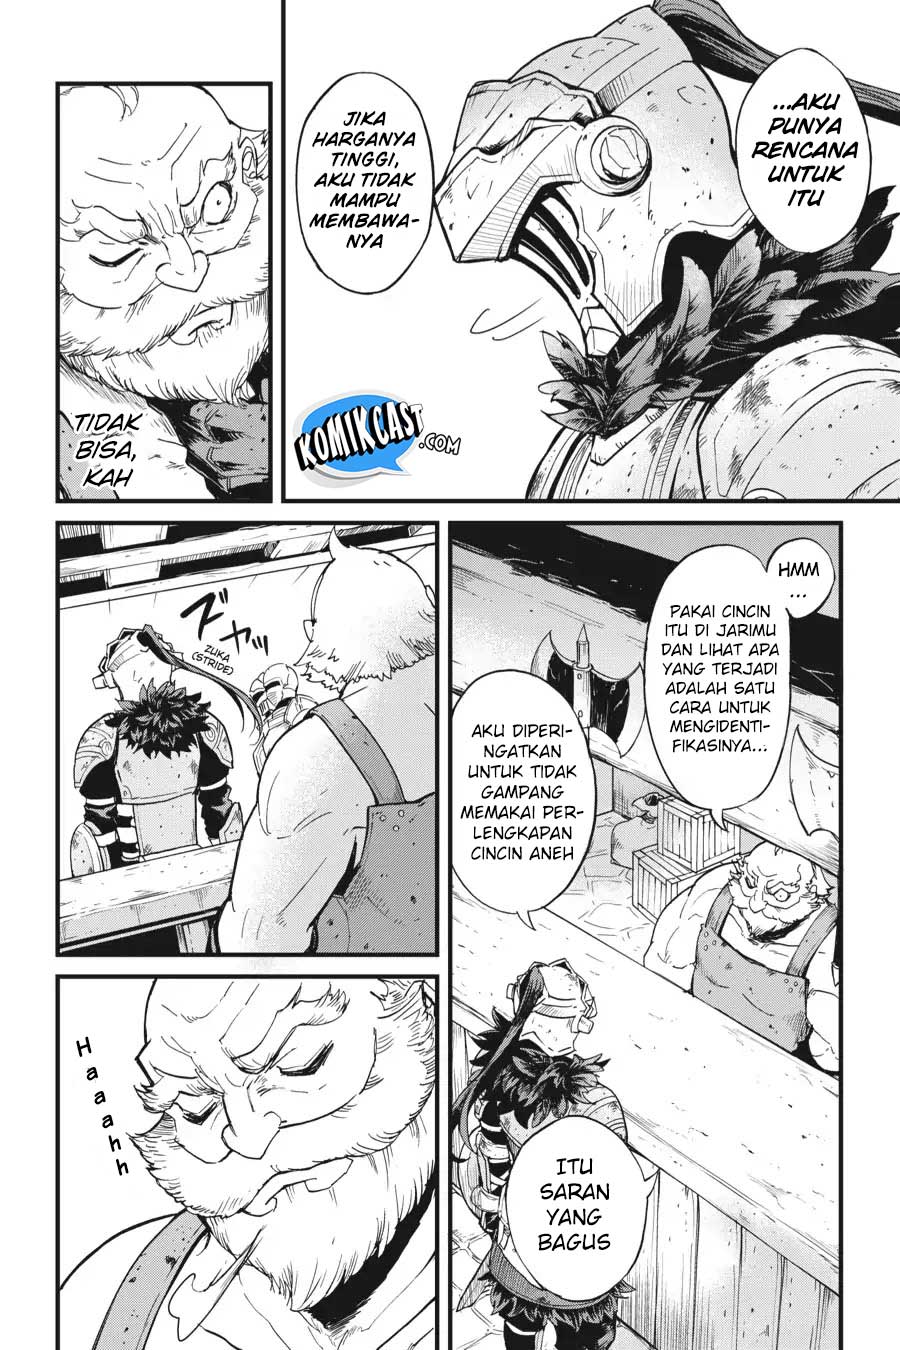 ...AKU
PUNYA
RENCANA
UNTUK
ITU
JIKA
HARGANYA
TINGGI,
AKU TIDAK
MAMPU
MEMBAWA-
NYA
TIDAK
BISA,
KAH
KOMIKCAST
.COM
HMM
...
PAKAI CINCIN
ITU DI JARIMU
DAN LIHAT APA
YANG TERJADI
ADALAH SATU
CARA UNTUK
MENGIDENTI-
FIKASINYA...
AKU DIPERI-
NGATKAN
UNTUK TIDAK
GAMPANG
MEMAKAI PER-
LENGKAPAN
CINCIN ANEH
ITU
SARAN
YANG
BAGUS
ズ
カッ
ZUKA
(STRIDE)
Haaahh